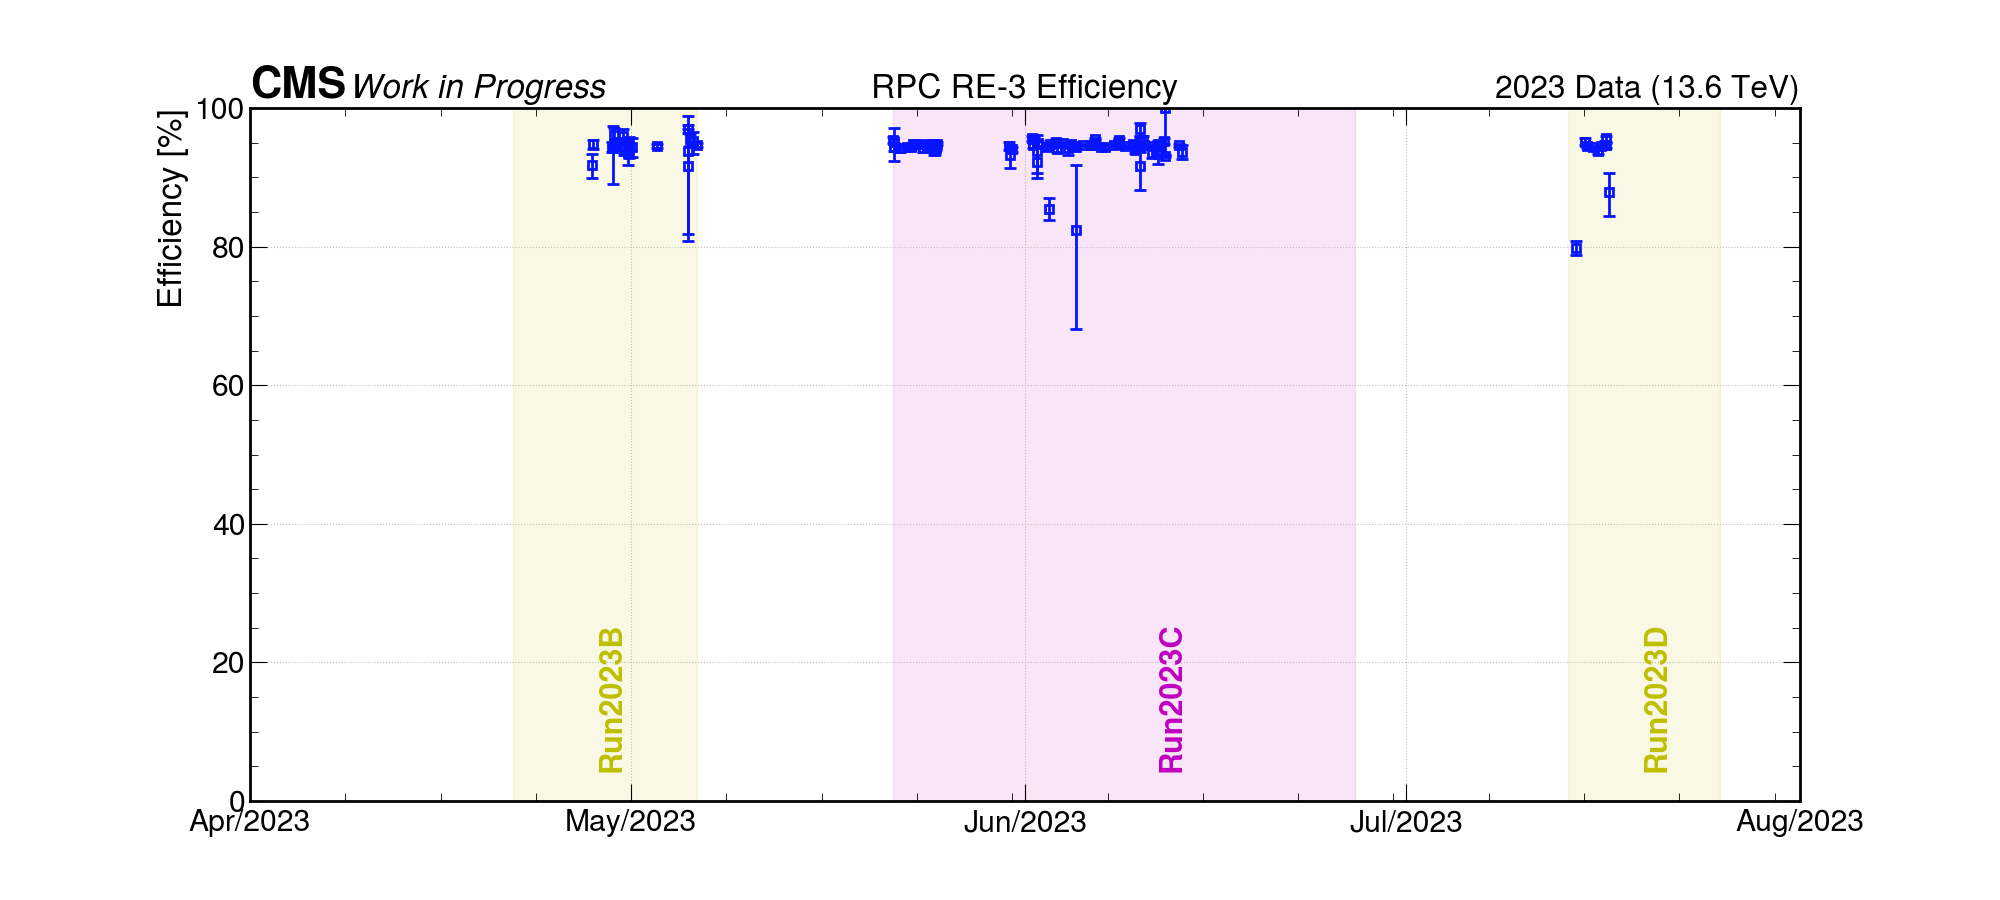 CMS Work in Progress RPC RE-3 Efficiency 2023 Data (13.6 TeV)
Efficiency [%]
100
80
60
40
20
0
Run2023B
Run2023C
Run2023D
Apr/2023 May/2023 Jun/2023 Jul/2023 Aug/2023